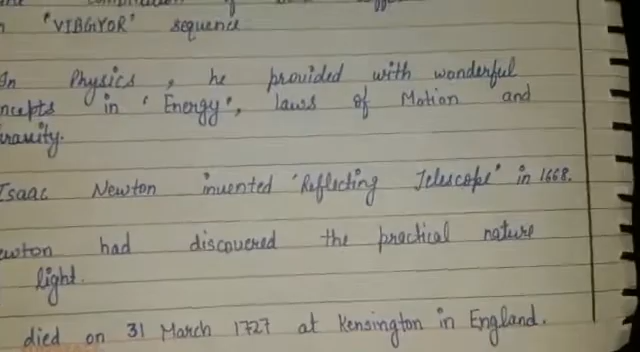 "VIBGYOR" sequence
In Physics, he provided with wonderful
ncepts in 'Energy', laws of Motion and
ravity.
Isaac Newton invented 'Reflecting Telescope' in 1668.
ewton had discovered the practical nature
light.
died on 31 March 1727 at Kensington in England.